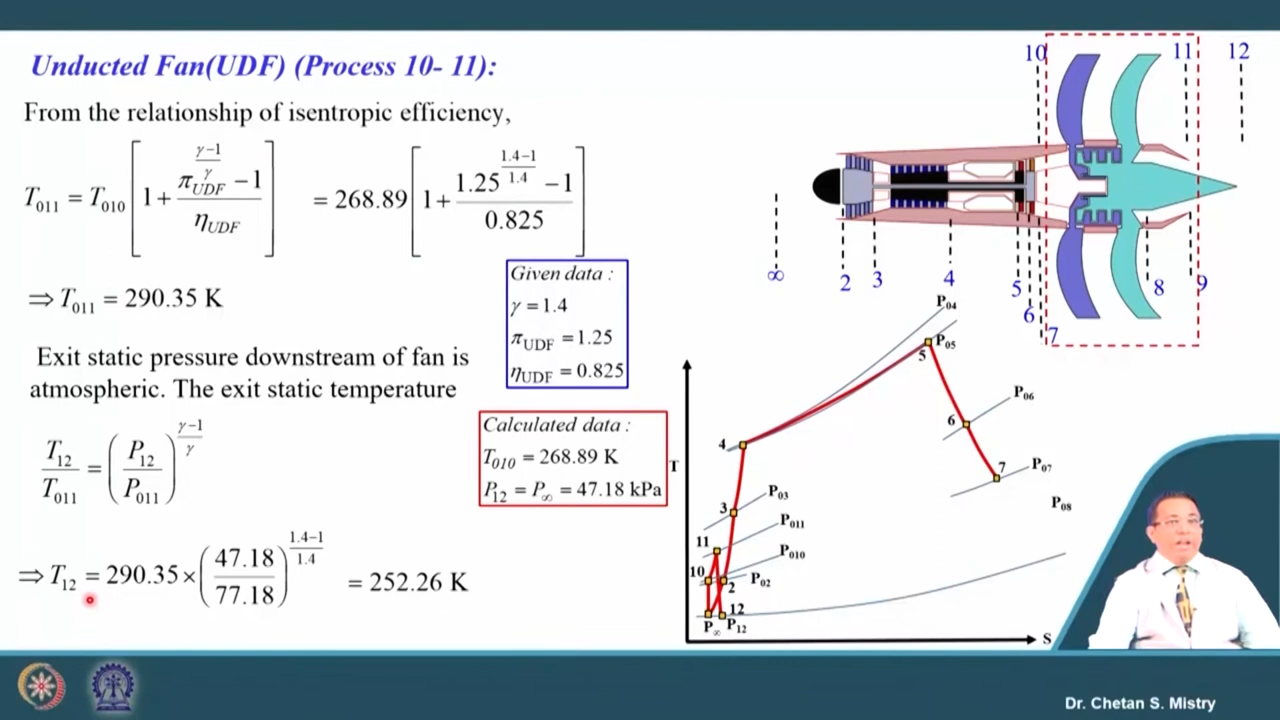 Unducted Fan(UDF) (Process 10- 11):
From the relationship of isentropic efficiency,
T₀₁₁ = T₀₁₀ [1 + (π_UDF^((γ−1)/γ) −1)/η_UDF] = 268.89 [1 + (1.25^((1.4−1)/1.4) −1)/0.825]
⇒ T₀₁₁ = 290.35 K
Exit static pressure downstream of fan is
atmospheric. The exit static temperature
T₁₂/T₀₁₁ = (P₁₂/P₀₁₁)^((γ−1)/γ)
⇒ T₁₂ = 290.35 × (47.18/77.18)^((1.4−1)/1.4) = 252.26 K
Given data :
γ = 1.4
π_UDF = 1.25
η_UDF = 0.825
Calculated data :
T₀₁₀ = 268.89 K
P₁₂ = P∞ = 47.18 kPa
10 11 12
∞ 2 3 4 5 6 7 8 9
P₀₄
5 P₀₅
P₀₆
6
4
T
7 P₀₇
P₀₃
3
P₀₈
P₀₁₁
11
P₀₁₀
10
2 P₀₂
12
P∞ P₁₂
S
Dr. Chetan S. Mistry